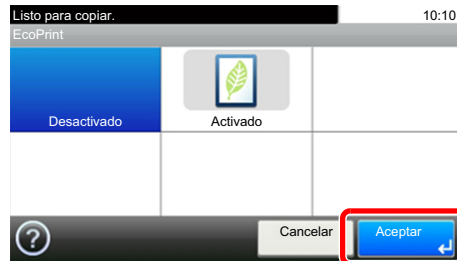 Listo para copiar. 10:10
EcoPrint
Desactivado Activado
? Cancelar Aceptar